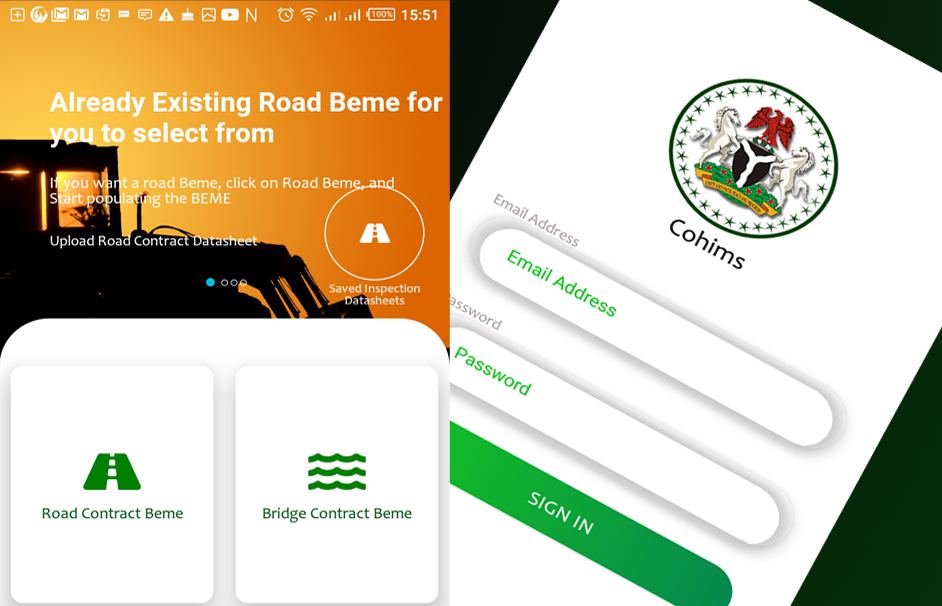 100%
15:51
Already Existing Road Beme for
you to select from
If you want a road Beme, click on Road Beme, and
Start populating the BEME
Upload Road Contract Datasheet
Saved Inspection
Datasheets
Road Contract Beme
Bridge Contract Beme
Cohims
Email Address
Email Address
Password
SIGN IN